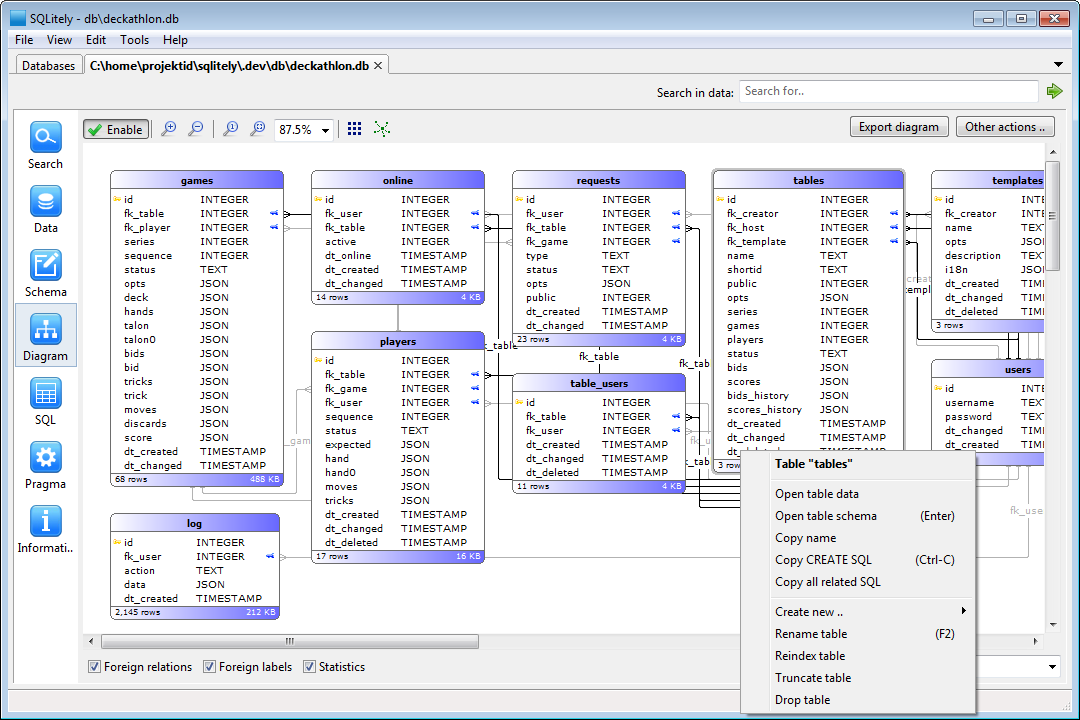 SQLitely - db\deckathlon.db
File View Edit Tools Help
Databases C:\home\projektid\sqlitely\.dev\db\deckathlon.db
Search in data: Search for..
Enable 87.5% Export diagram Other actions ..
Search
Data
Schema
Diagram
SQL
Pragma
Informati..
games
id INTEGER
fk_table INTEGER
fk_player INTEGER
series INTEGER
sequence INTEGER
status TEXT
opts JSON
deck JSON
hands JSON
talon JSON
talon0 JSON
bids JSON
bid JSON
tricks JSON
trick JSON
moves JSON
discards JSON
score JSON
dt_created TIMESTAMP
dt_changed TIMESTAMP
68 rows 488 KB
log
id INTEGER
fk_user INTEGER
action TEXT
data JSON
dt_created TIMESTAMP
2,145 rows 212 KB
online
id INTEGER
fk_user INTEGER
fk_table INTEGER
active INTEGER
dt_online TIMESTAMP
dt_created TIMESTAMP
dt_changed TIMESTAMP
14 rows 4 KB
players
id INTEGER
fk_table INTEGER
fk_game INTEGER
fk_user INTEGER
sequence INTEGER
status TEXT
expected JSON
hand JSON
hand0 JSON
moves JSON
tricks JSON
dt_created TIMESTAMP
dt_changed TIMESTAMP
dt_deleted TIMESTAMP
17 rows 16 KB
requests
id INTEGER
fk_user INTEGER
fk_table INTEGER
fk_game INTEGER
type TEXT
status TEXT
opts JSON
public INTEGER
dt_created TIMESTAMP
dt_changed TIMESTAMP
23 rows 4 KB
fk_table
table_users
id INTEGER
fk_table INTEGER
fk_user INTEGER
dt_created TIMESTAMP
dt_changed TIMESTAMP
dt_deleted TIMESTAMP
11 rows 4 KB
tables
id INTEGER
fk_creator INTEGER
fk_host INTEGER
fk_template INTEGER
name TEXT
shortid TEXT
public INTEGER
opts JSON
series INTEGER
games INTEGER
players INTEGER
status TEXT
bids JSON
scores JSON
bids_history JSON
scores_history JSON
dt_created TIMESTAMP
dt_changed TIMESTAMP
3 row
templates
id INTE
fk_creator INTE
name TEXT
opts JSO
description TEXT
i18n JSO
dt_created TIM
dt_changed TIM
dt_deleted TIM
3 rows
users
id INTE
username TEXT
password TEXT
fk_use
Table "tables"
Open table data
Open table schema (Enter)
Copy name
Copy CREATE SQL (Ctrl-C)
Copy all related SQL
Create new ..
Rename table (F2)
Reindex table
Truncate table
Drop table
Foreign relations Foreign labels Statistics